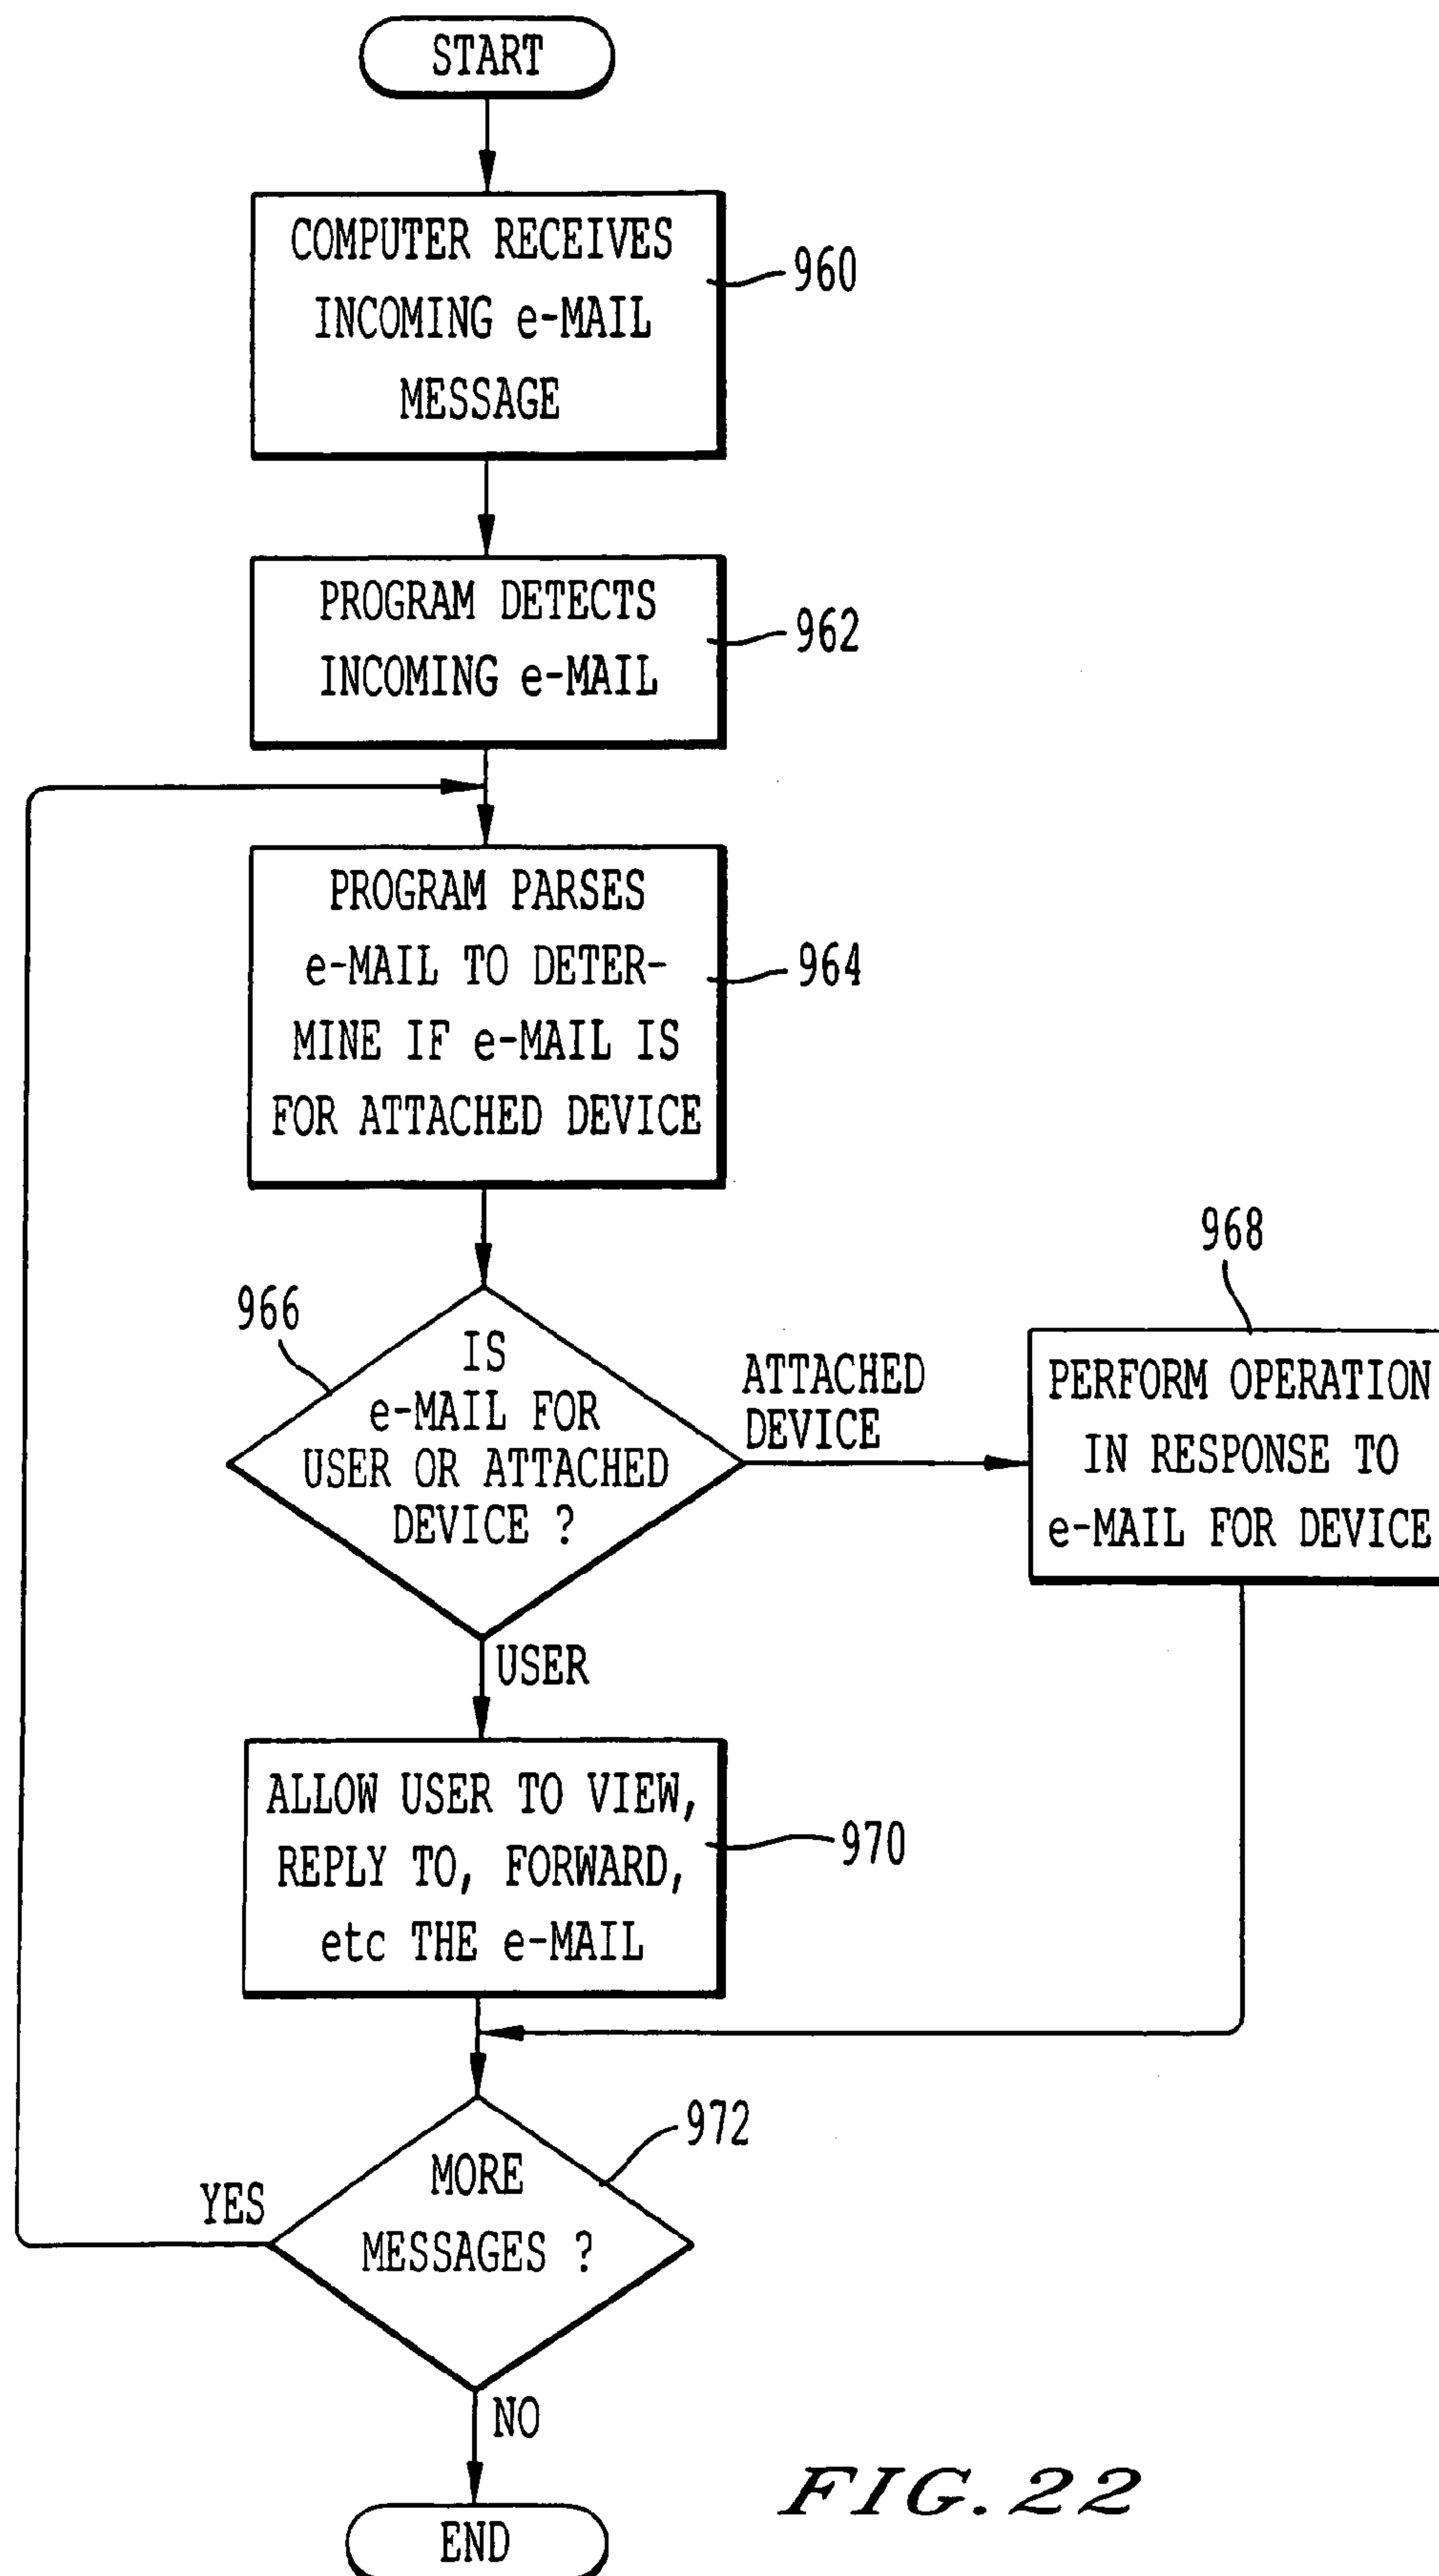 START
COMPUTER RECEIVES
INCOMING e-MAIL
MESSAGE
960
PROGRAM DETECTS
INCOMING e-MAIL
962
PROGRAM PARSES
e-MAIL TO DETER-
MINE IF e-MAIL IS
FOR ATTACHED DEVICE
964
966
IS
e-MAIL FOR
USER OR ATTACHED
DEVICE ?
ATTACHED
DEVICE
968
PERFORM OPERATION
IN RESPONSE TO
e-MAIL FOR DEVICE
USER
ALLOW USER TO VIEW,
REPLY TO, FORWARD,
etc THE e-MAIL
970
972
MORE
MESSAGES ?
YES
NO
END
FIG. 22